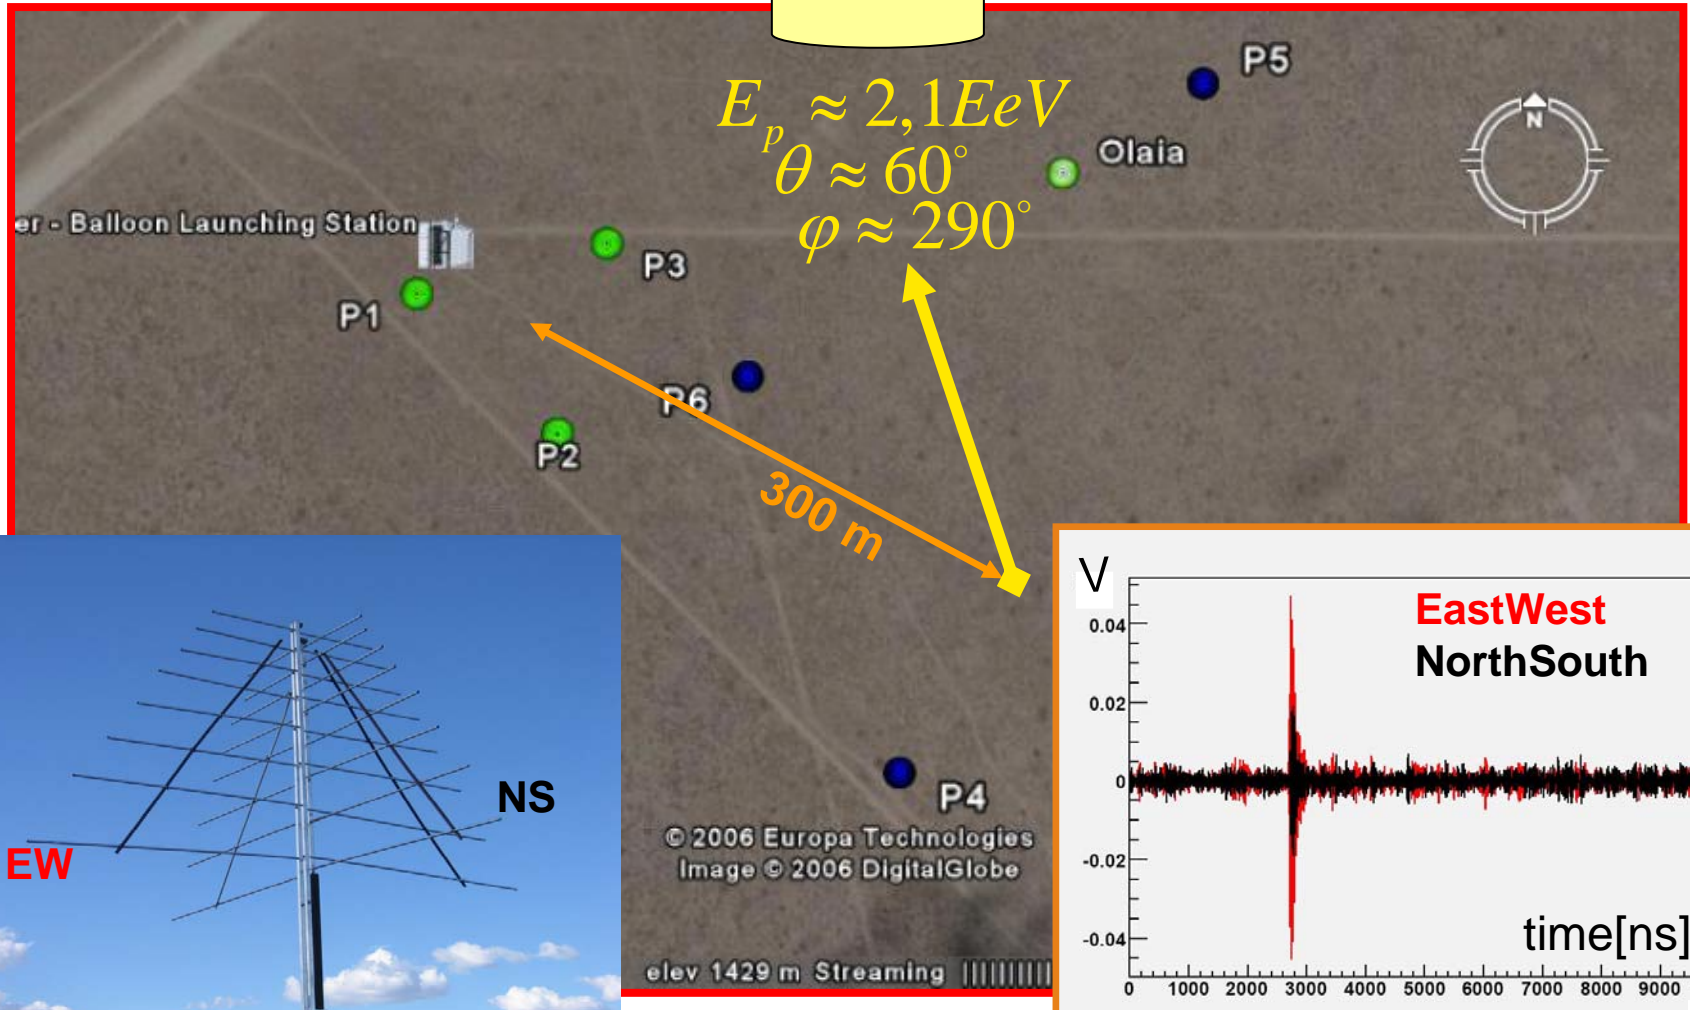 P5
E_p ≈ 2,1EeV
N
Olaia
θ ≈ 60°
φ ≈ 290°
er - Balloon Launching Station
P3
P1
P6
P2
300 m
V
EastWest
NorthSouth
0.04
0.02
0
-0.02
-0.04
time[ns]
0 1000 2000 3000 4000 5000 6000 7000 8000 9000
NS
EW
P4
© 2006 Europa Technologies
Image © 2006 DigitalGlobe
elev 1429 m Streaming